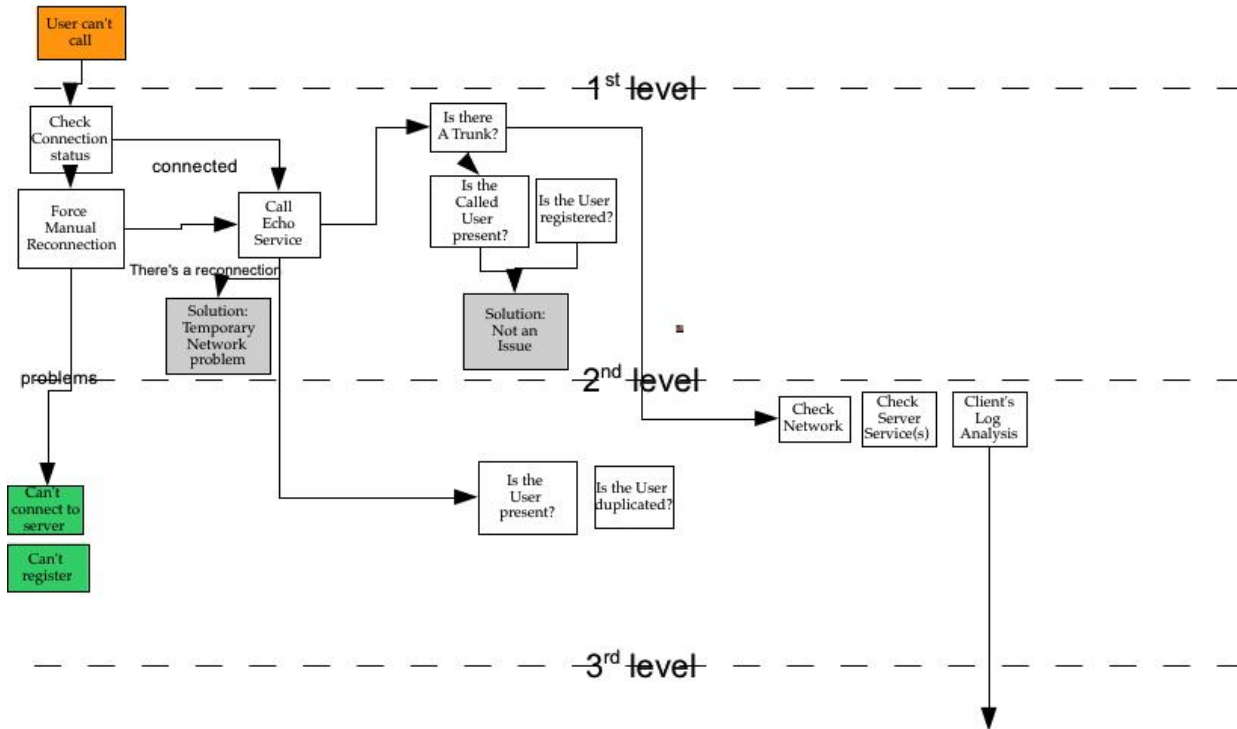 User can't
call
1st level
Check
Connection
status
connected
Is there
A Trunk?
Force
Manual
Reconnection
Call
Echo
Service
Is the
Called
User
present?
Is the User
registered?
There's a reconnection
Solution:
Temporary
Network
problem
Solution:
Not an
Issue
problems
2nd level
Check
Network
Check
Server
Service(s)
Client's
Log
Analysis
Can't
connect to
server
Is the
User
present?
Is the User
duplicated?
Can't
register
3rd level